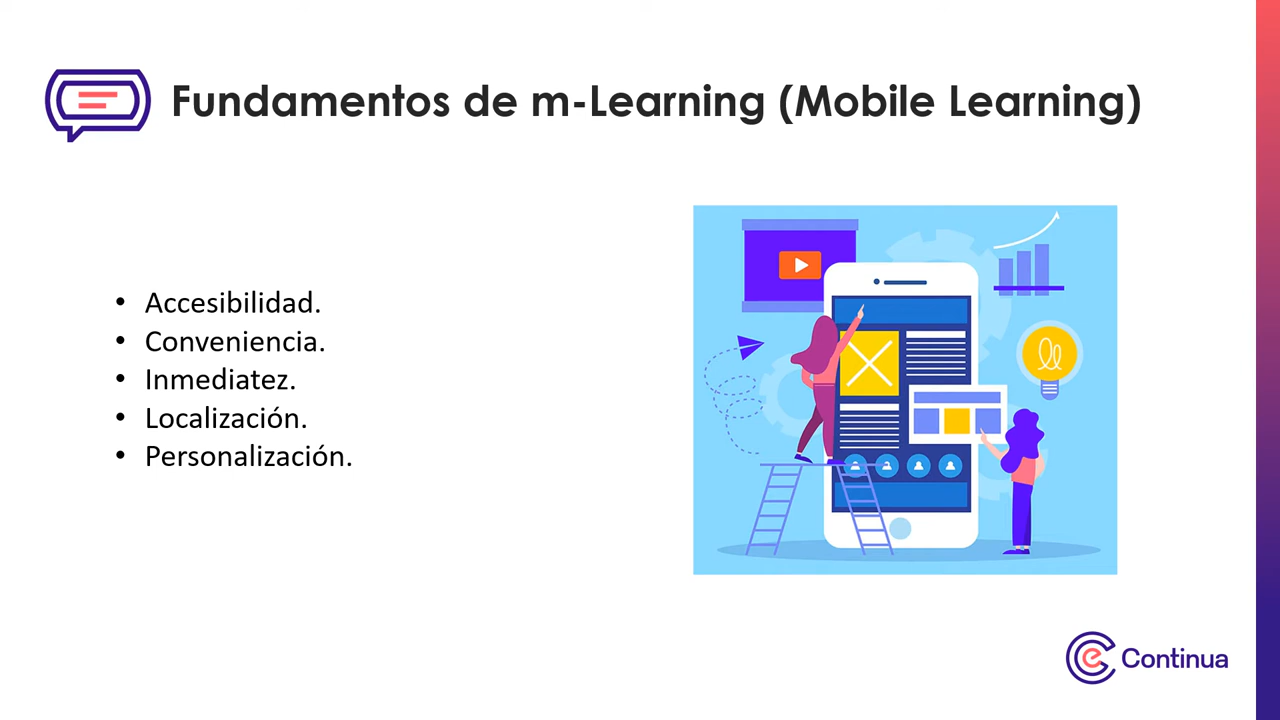 Fundamentos de m-Learning (Mobile Learning)
• Accesibilidad.
• Conveniencia.
• Inmediatez.
• Localización.
• Personalización.
e Continua